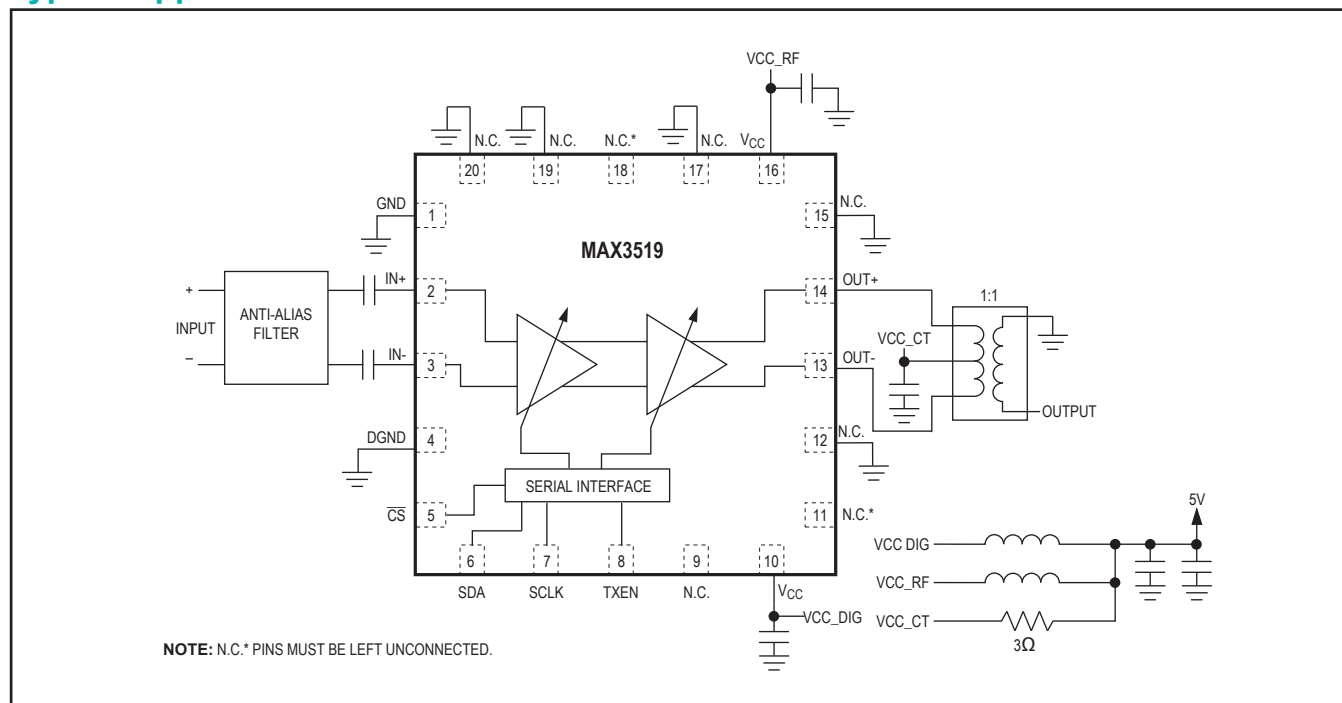 VCC_RF
N.C.
N.C.
N.C.*
N.C.
VCC
20
19
18
17
16
GND
1
15
N.C.
MAX3519
+
INPUT
–
ANTI-ALIAS
FILTER
IN+
2
14
OUT+
1:1
VCC_CT
IN-
3
13
OUT-
OUTPUT
DGND
4
12
N.C.
SERIAL INTERFACE
CS
5
11
N.C.*
5V
VCC DIG
VCC_RF
VCC_CT
3Ω
6
7
8
9
10
SDA
SCLK
TXEN
N.C.
VCC
VCC_DIG
NOTE: N.C.* PINS MUST BE LEFT UNCONNECTED.